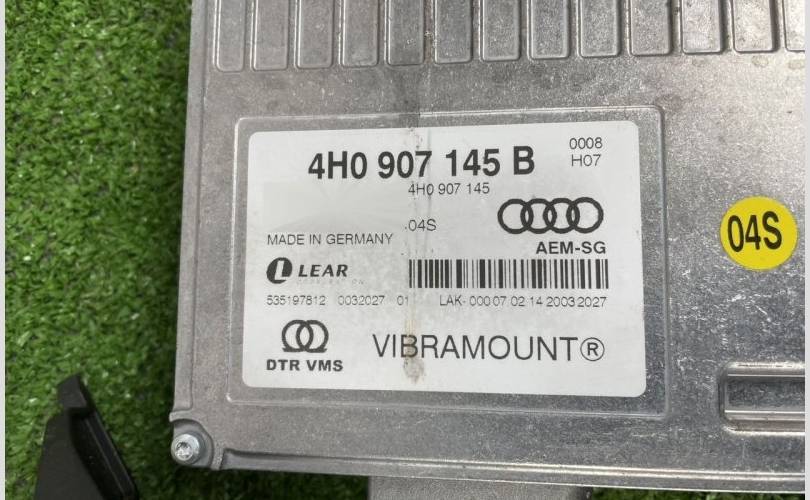 4H0 907 145 B
0008
H07
4H0 907 145
04S
MADE IN GERMANY
AEM-SG
LEAR
CORPORATION
535197812 0032027 01
LAK- 000 07 02 14 2003 2027
DTR VMS
VIBRAMOUNT®
04S